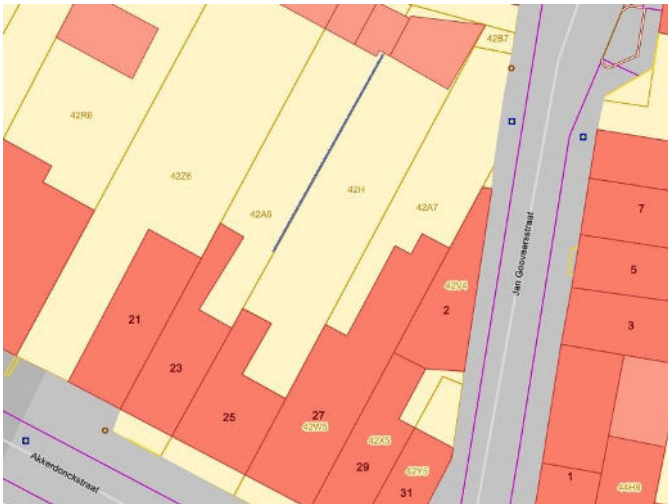 42B7
42R6
42Z6
42A6
42H
42A7
7
5
3
1
Jan Goovaersstraat
42V4
2
21
23
25
27
42W5
42X5
29
42Y5
31
44H8
Akkerdonckstraat